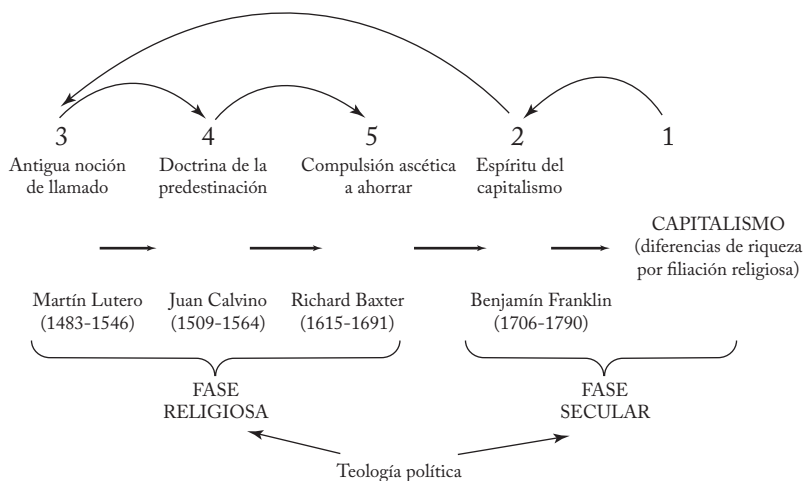 3 4 5 2 1
Antigua noción
de llamado
Doctrina de la
predestinación
Compulsión ascética
a ahorrar
Espíritu del
capitalismo
CAPITALISMO
(diferencias de riqueza
por filiación religiosa)
Martín Lutero
(1483-1546)
Juan Calvino
(1509-1564)
Richard Baxter
(1615-1691)
Benjamín Franklin
(1706-1790)
FASE
RELIGIOSA
FASE
SECULAR
Teología política